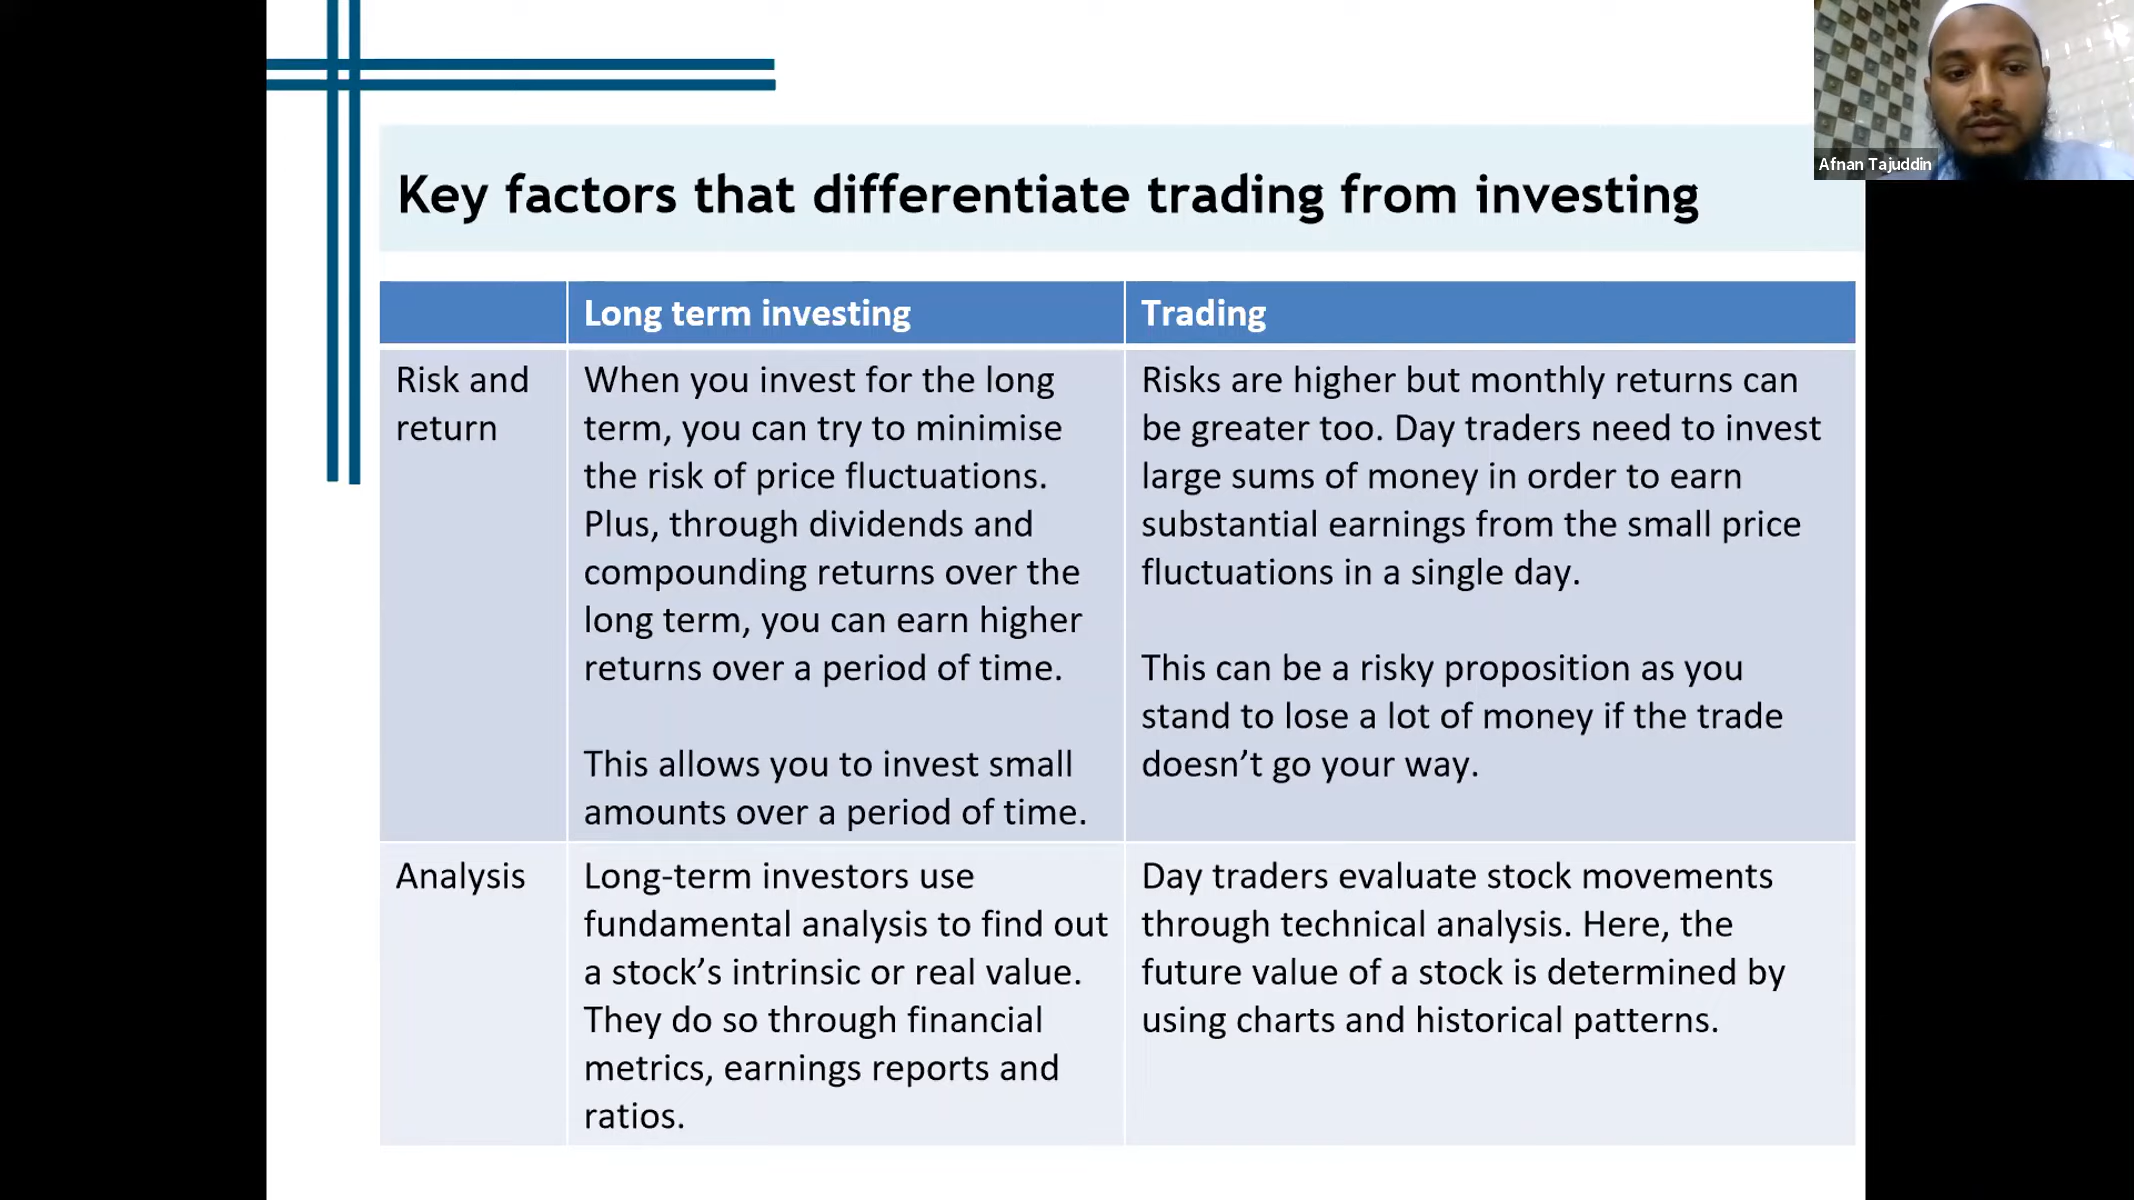 Afnan Tajuddin
Key factors that differentiate trading from investing
Long term investing
Trading
Risk and
return
When you invest for the long
term, you can try to minimise
the risk of price fluctuations.
Plus, through dividends and
compounding returns over the
long term, you can earn higher
returns over a period of time.
This allows you to invest small
amounts over a period of time.
Risks are higher but monthly returns can
be greater too. Day traders need to invest
large sums of money in order to earn
substantial earnings from the small price
fluctuations in a single day.
This can be a risky proposition as you
stand to lose a lot of money if the trade
doesn’t go your way.
Analysis
Long-term investors use
fundamental analysis to find out
a stock’s intrinsic or real value.
They do so through financial
metrics, earnings reports and
ratios.
Day traders evaluate stock movements
through technical analysis. Here, the
future value of a stock is determined by
using charts and historical patterns.